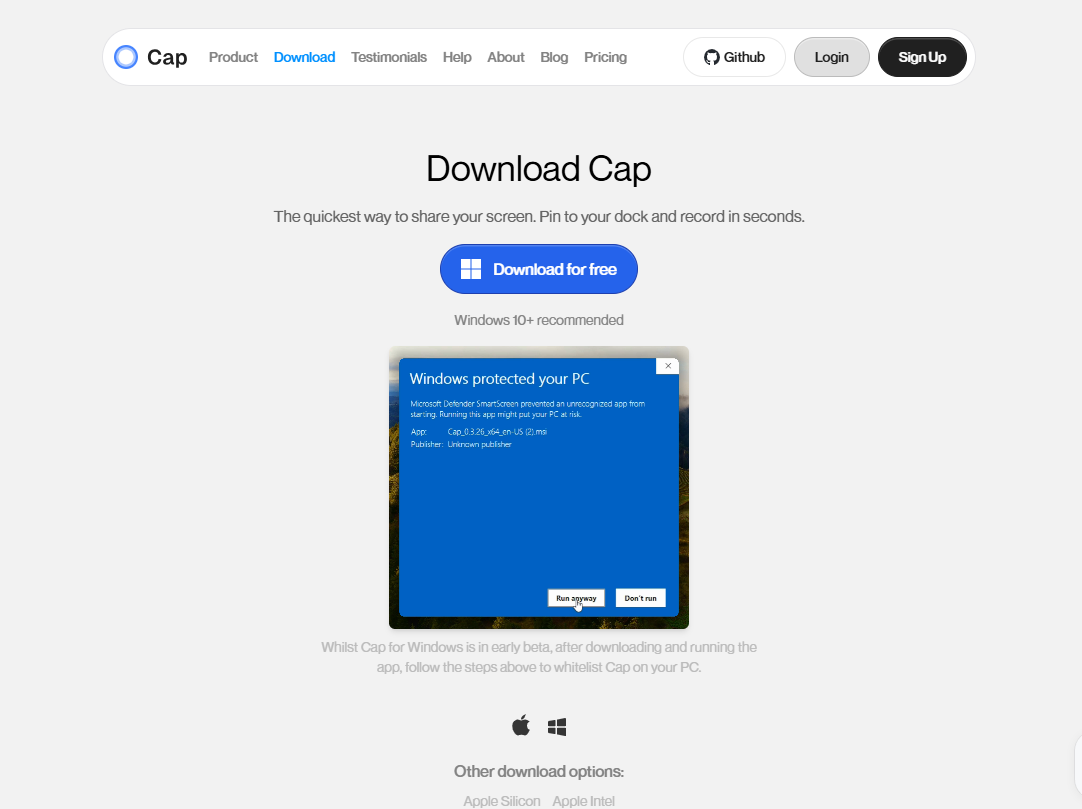 Cap Product Download Testimonials Help About Blog Pricing Github Login Sign Up
Download Cap
The quickest way to share your screen. Pin to your dock and record in seconds.
Download for free
Windows 10+ recommended
Windows protected your PC
Microsoft Defender SmartScreen prevented an unrecognized app from
starting. Running this app might put your PC at risk.
App: Cap_0.3.26_x64_en-US (2).msi
Publisher: Unknown publisher
Run anyway Don't run
Whilst Cap for Windows is in early beta, after downloading and running the
app, follow the steps above to whitelist Cap on your PC.
Other download options:
Apple Silicon Apple Intel